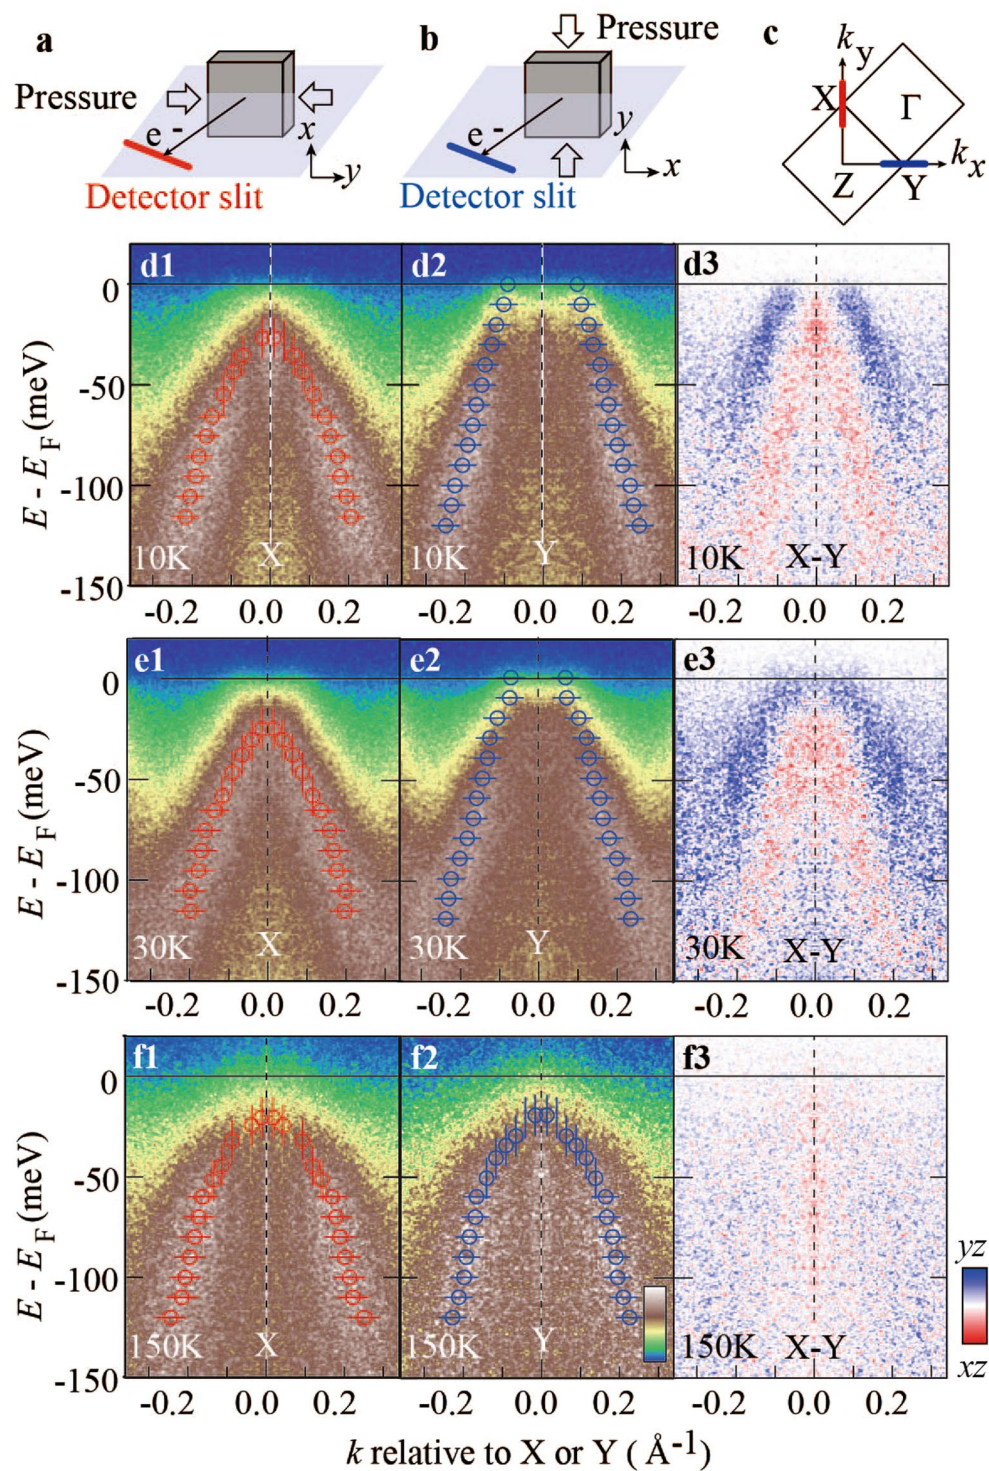 a
b
c
Pressure
Pressure
e -
x
y
Detector slit
e -
y
x
Detector slit
k y
X
Γ
Z
Y
k x
d1
d2
d3
0
-50
-100
-150
E - E F (meV)
10K X
10K Y
10K X-Y
-0.2 0.0 0.2 -0.2 0.0 0.2 -0.2 0.0 0.2
e1
e2
e3
0
-50
-100
-150
E - E F (meV)
30K X
30K Y
30K X-Y
-0.2 0.0 0.2 -0.2 0.0 0.2 -0.2 0.0 0.2
f1
f2
f3
0
-50
-100
-150
E - E F (meV)
150K X
150K Y
150K X-Y
yz
xz
-0.2 0.0 0.2 -0.2 0.0 0.2 -0.2 0.0 0.2
k relative to X or Y ( Å-1)